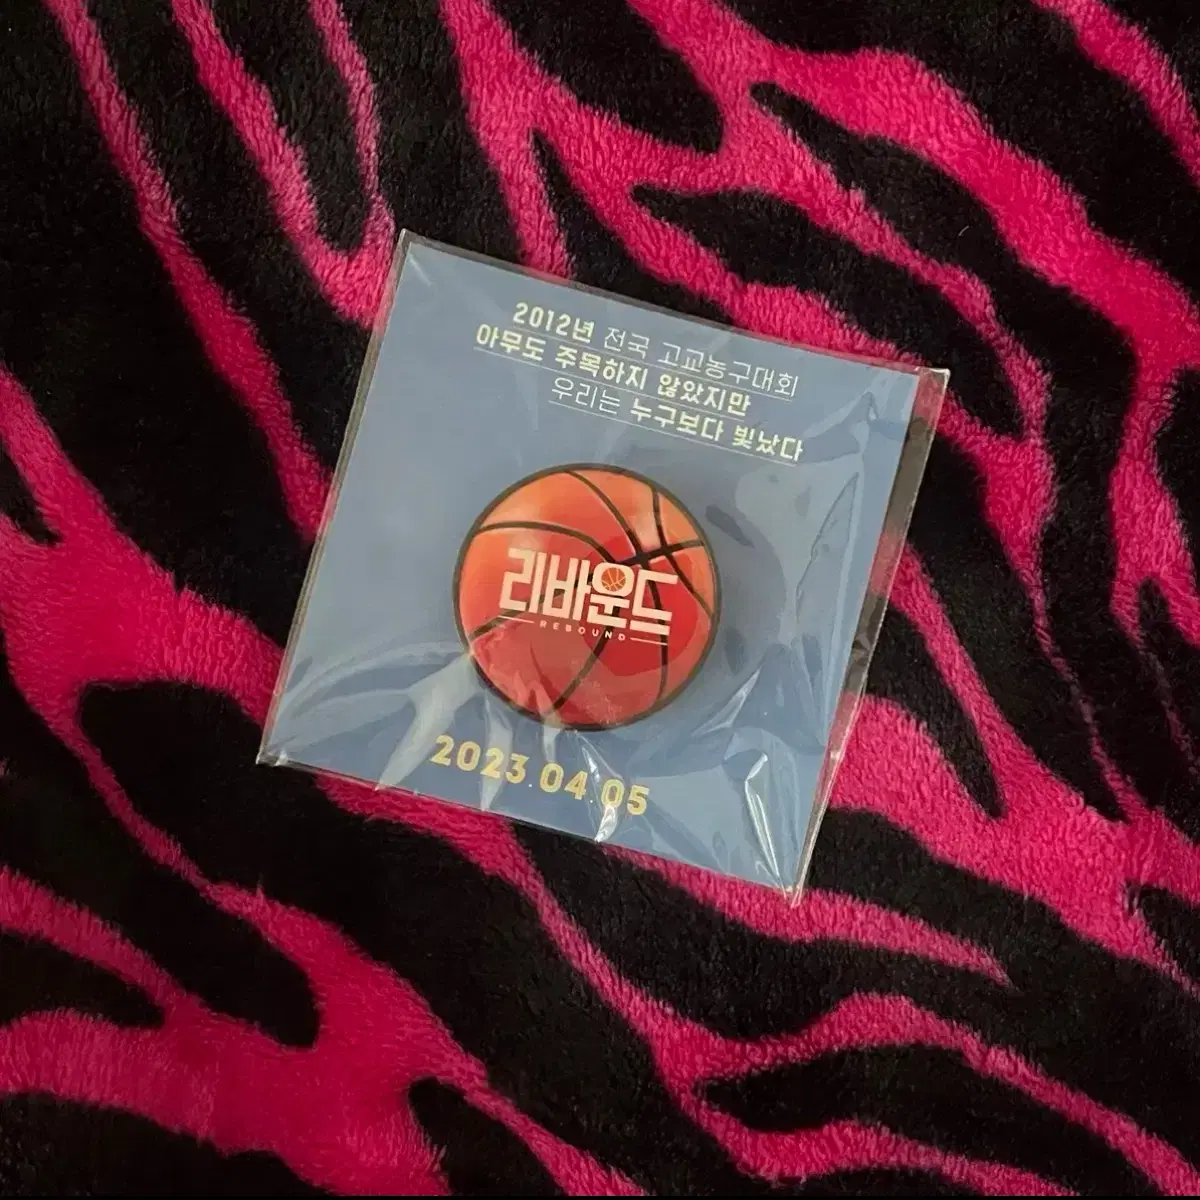 2012년 전국 고교농구대회
아무도 주목하지 않았지만
우리는 누구보다 빛났다
리바운드
REBOUND
2023.04.05